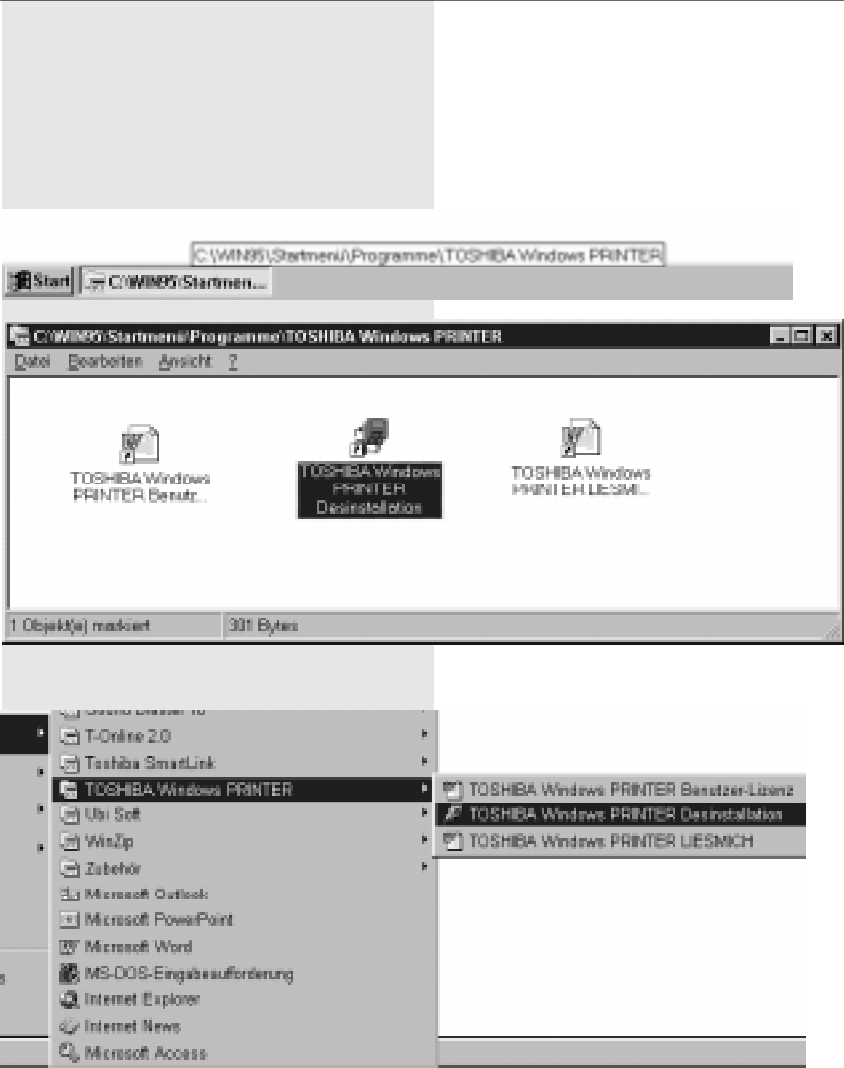 C:\WIN95\Startmenü\Programme\TOSHIBA Windows PRINTER
Start
C:\WIN95\Startmen...
C:\WIN95\Startmenü\Programme\TOSHIBA Windows PRINTER
Datei Bearbeiten Ansicht ?
TOSHIBA Windows
PRINTER Benutz...
TOSHIBA Windows
PRINTER
Desinstallation
TOSHIBA Windows
PRINTER LIESMI...
1 Objekt(e) markiert
301 Bytes
T-Online 2.0
Toshiba SmartLink
TOSHIBA Windows PRINTER
Ubi Soft
WinZip
Zubehör
Microsoft Outlook
Microsoft PowerPoint
Microsoft Word
MS-DOS-Eingabeaufforderung
Internet Explorer
Internet News
Microsoft Access
TOSHIBA Windows PRINTER Benutzer-Lizenz
TOSHIBA Windows PRINTER Desinstallation
TOSHIBA Windows PRINTER LIESMICH